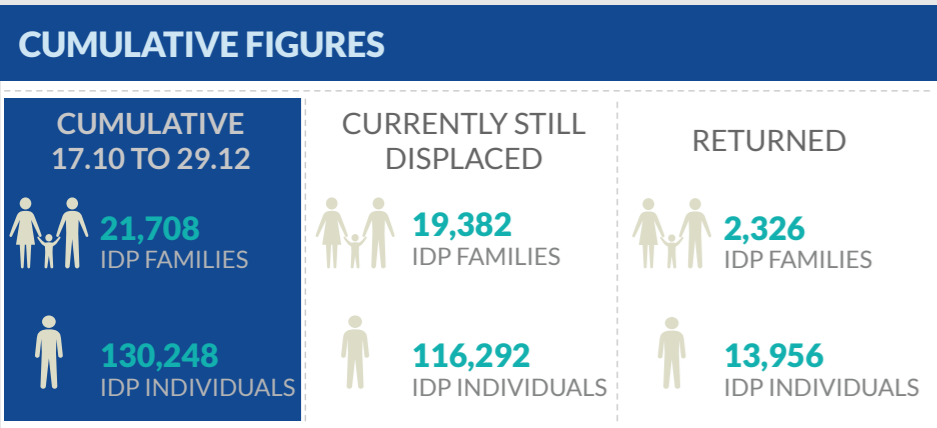 CUMULATIVE FIGURES
CUMULATIVE
17.10 TO 29.12
21,708
IDP FAMILIES
130,248
IDP INDIVIDUALS
CURRENTLY STILL
DISPLACED
19,382
IDP FAMILIES
116,292
IDP INDIVIDUALS
RETURNED
2,326
IDP FAMILIES
13,956
IDP INDIVIDUALS